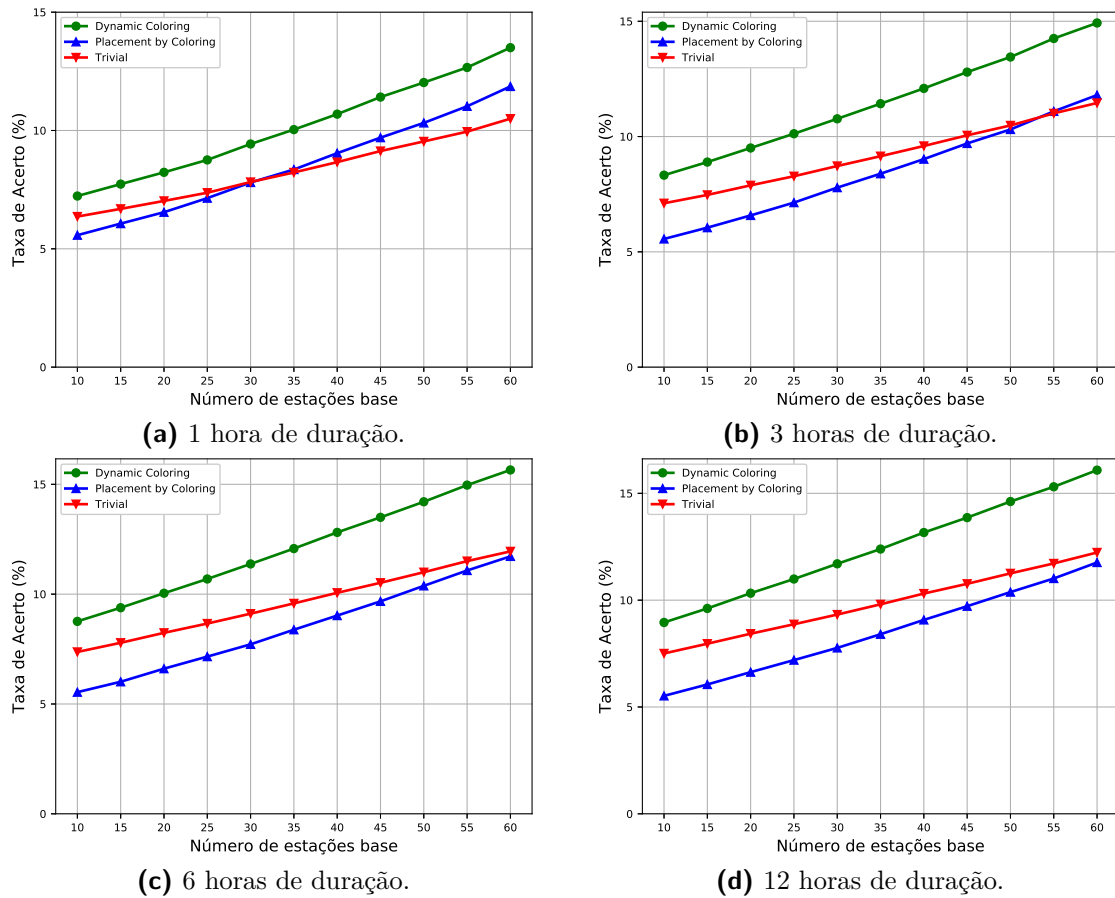 15
10
5
0
Taxa de Acerto (%)
Dynamic Coloring
Placement by Coloring
Trivial
10 15 20 25 30 35 40 45 50 55 60
Número de estações base
(a) 1 hora de duração.
15
10
5
0
Taxa de Acerto (%)
Dynamic Coloring
Placement by Coloring
Trivial
10 15 20 25 30 35 40 45 50 55 60
Número de estações base
(b) 3 horas de duração.
15
10
5
0
Taxa de Acerto (%)
Dynamic Coloring
Placement by Coloring
Trivial
10 15 20 25 30 35 40 45 50 55 60
Número de estações base
(c) 6 horas de duração.
15
10
5
0
Taxa de Acerto (%)
Dynamic Coloring
Placement by Coloring
Trivial
10 15 20 25 30 35 40 45 50 55 60
Número de estações base
(d) 12 horas de duração.